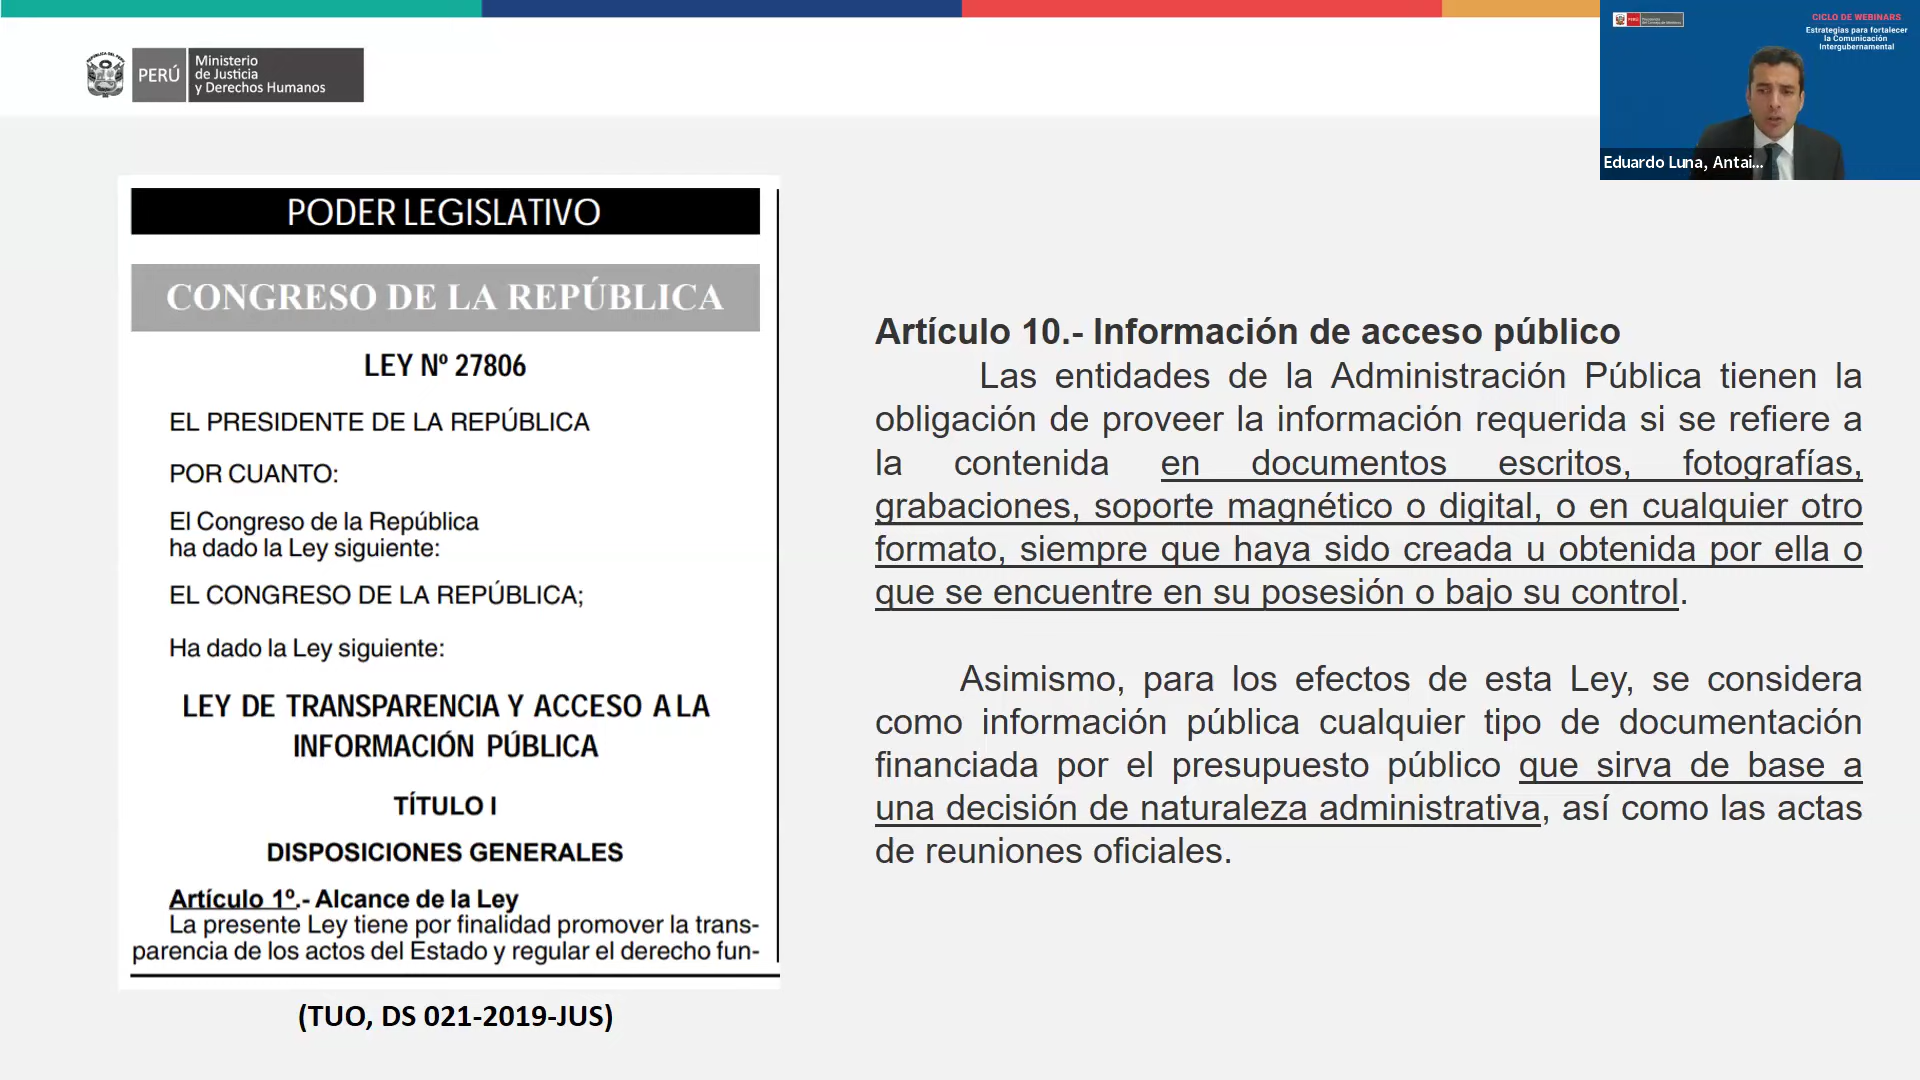 PERÚ
Ministerio
de Justicia
y Derechos Humanos
PERÚ
CICLO DE WEBINARS
Estrategias para fortalecer
la Comunicación
Intergubernamental
Eduardo Luna, Antai...
PODER LEGISLATIVO
CONGRESO DE LA REPÚBLICA
LEY Nº 27806
EL PRESIDENTE DE LA REPÚBLICA
POR CUANTO:
El Congreso de la República
ha dado la Ley siguiente:
EL CONGRESO DE LA REPÚBLICA;
Ha dado la Ley siguiente:
LEY DE TRANSPARENCIA Y ACCESO A LA
INFORMACIÓN PÚBLICA
TÍTULO I
DISPOSICIONES GENERALES
Artículo 1º.- Alcance de la Ley
La presente Ley tiene por finalidad promover la trans-
parencia de los actos del Estado y regular el derecho fun-
(TUO, DS 021-2019-JUS)
Artículo 10.- Información de acceso público
Las entidades de la Administración Pública tienen la
obligación de proveer la información requerida si se refiere a
la contenida en documentos escritos, fotografías,
grabaciones, soporte magnético o digital, o en cualquier otro
formato, siempre que haya sido creada u obtenida por ella o
que se encuentre en su posesión o bajo su control.
Asimismo, para los efectos de esta Ley, se considera
como información pública cualquier tipo de documentación
financiada por el presupuesto público que sirva de base a
una decisión de naturaleza administrativa, así como las actas
de reuniones oficiales.